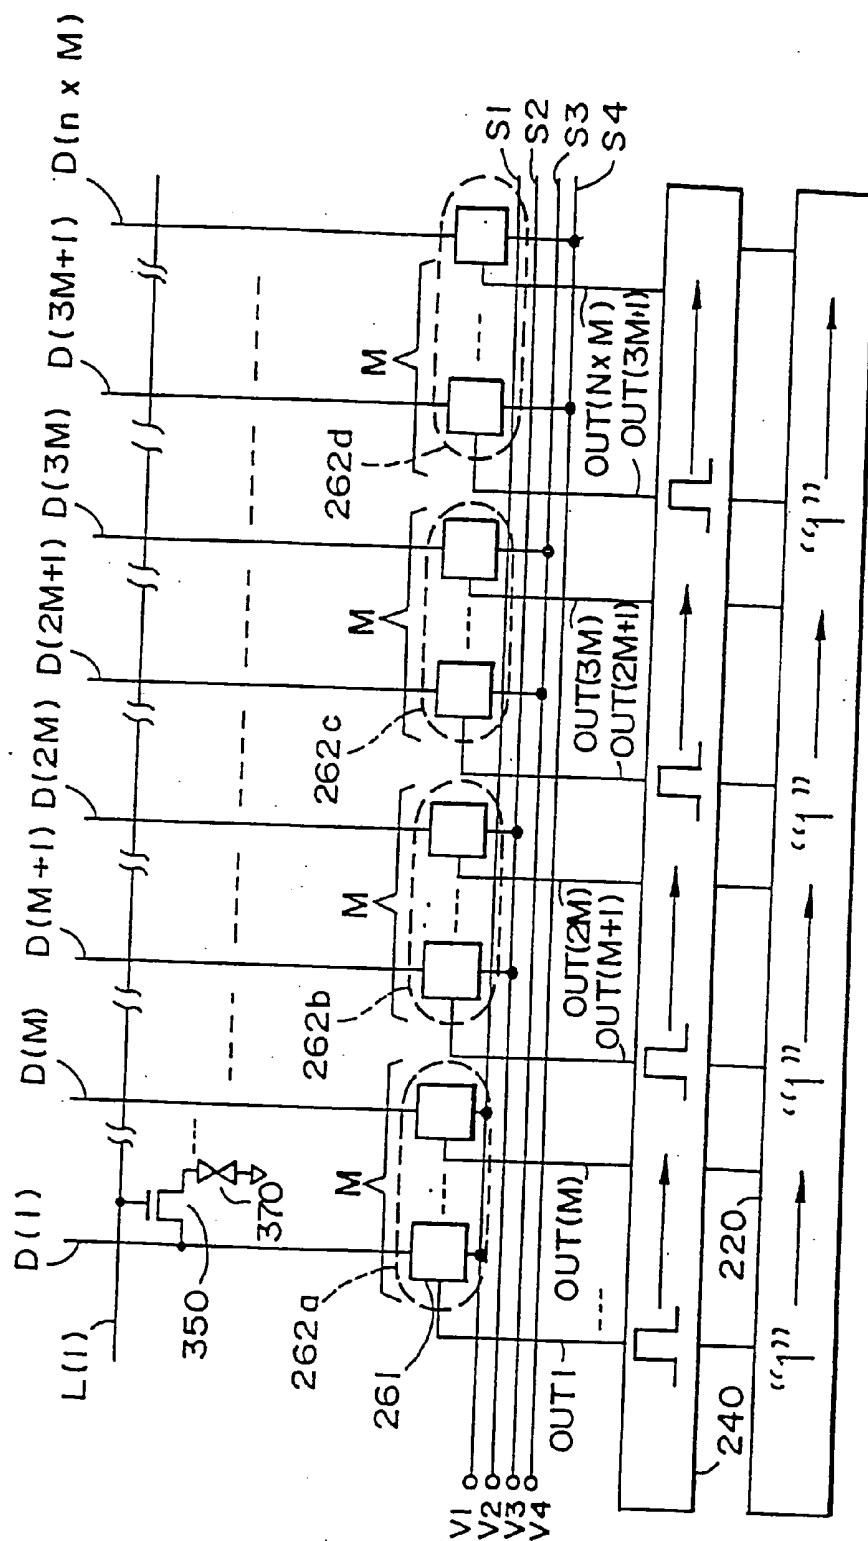 D(1) D(M) D(M+1) D(2M) D(2M+1) D(3M) D(3M+1) D(n x M)
L(1)
350
370
M M M M
262a 262b 262c 262d
261
S1
S2
S3
S4
V1
V2
V3
V4
OUT1 OUT(M) OUT(2M) OUT(3M) OUT(N x M)
OUT(M+1) OUT(2M+1) OUT(3M+1)
240
220
"1" "1" "1" "1"